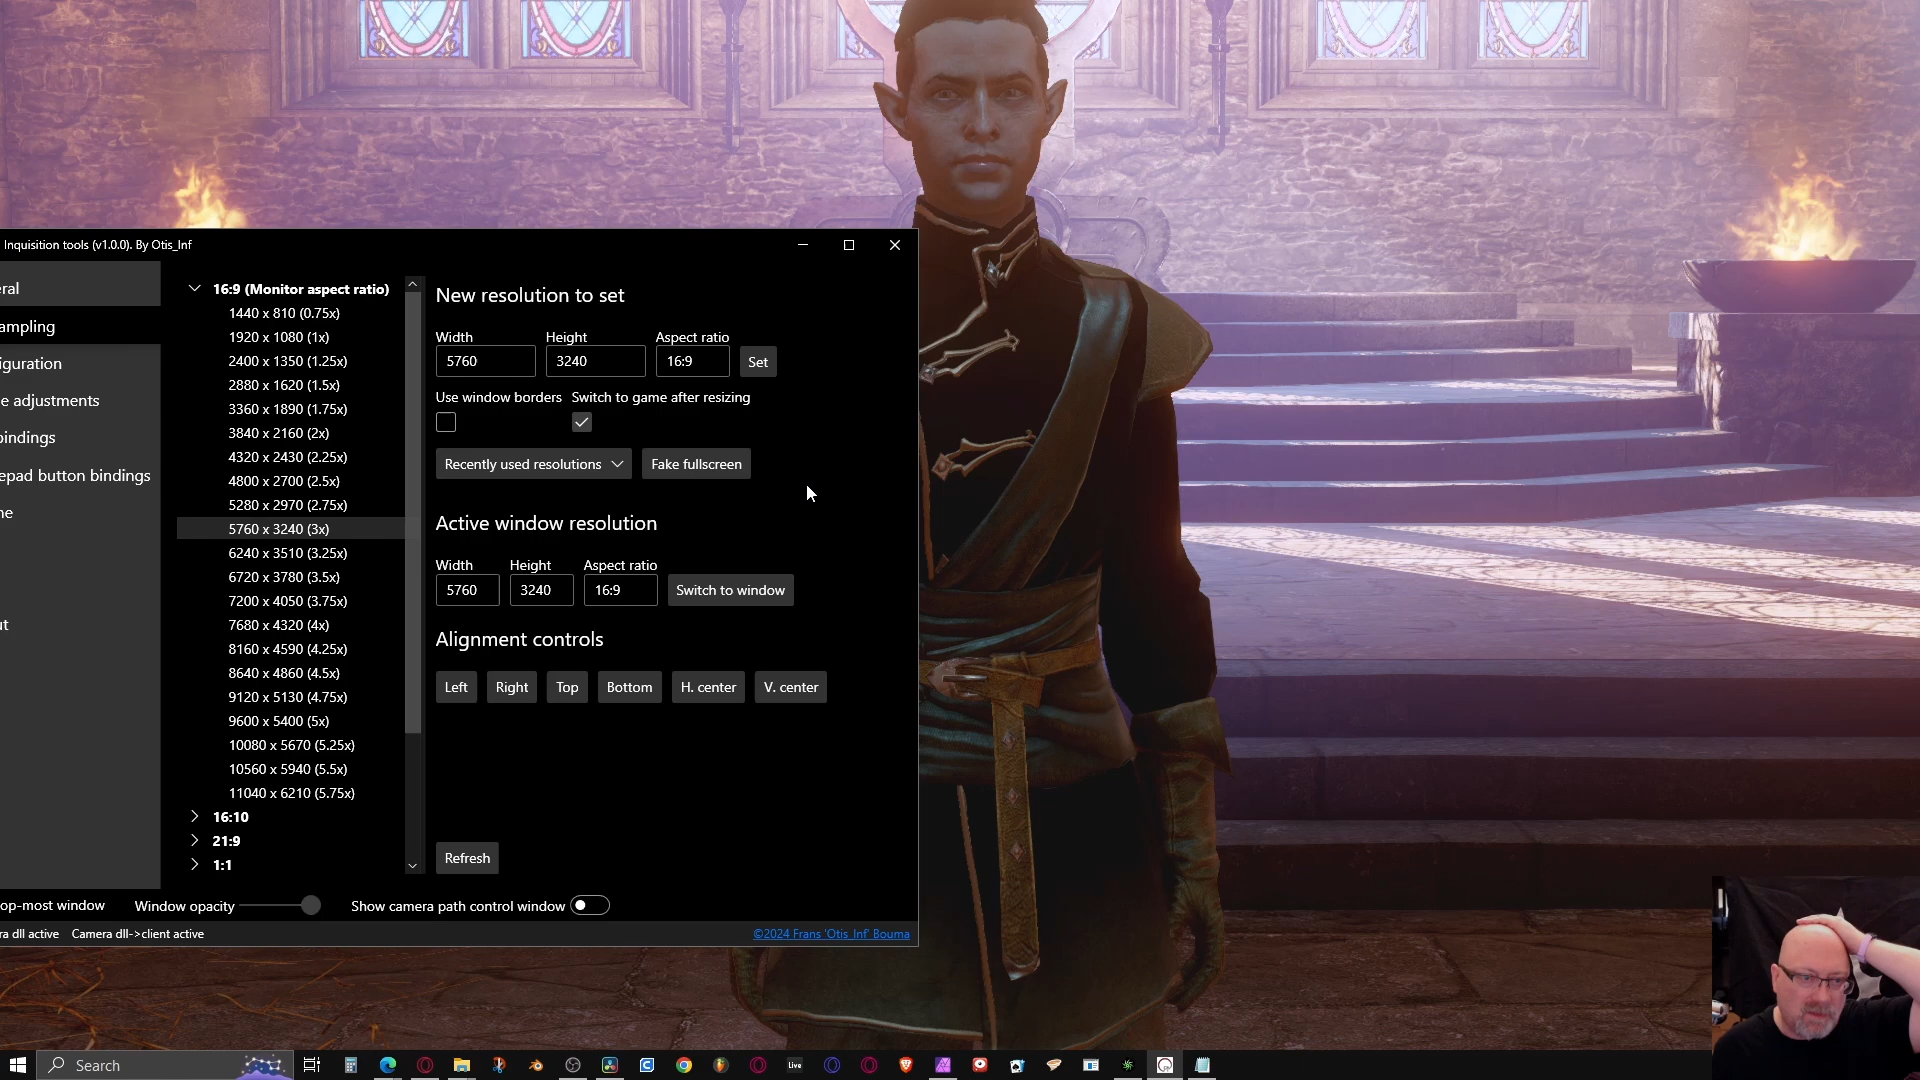 Inquisition tools (v1.0.0). By Otis_Inf
eral
ampling
iguration
e adjustments
bindings
epad button bindings
ne
ut
16:9 (Monitor aspect ratio)
1440 x 810 (0.75x)
1920 x 1080 (1x)
2400 x 1350 (1.25x)
2880 x 1620 (1.5x)
3360 x 1890 (1.75x)
3840 x 2160 (2x)
4320 x 2430 (2.25x)
4800 x 2700 (2.5x)
5280 x 2970 (2.75x)
5760 x 3240 (3x)
6240 x 3510 (3.25x)
6720 x 3780 (3.5x)
7200 x 4050 (3.75x)
7680 x 4320 (4x)
8160 x 4590 (4.25x)
8640 x 4860 (4.5x)
9120 x 5130 (4.75x)
9600 x 5400 (5x)
10080 x 5670 (5.25x)
10560 x 5940 (5.5x)
11040 x 6210 (5.75x)
16:10
21:9
1:1
New resolution to set
Width Height Aspect ratio
5760 3240 16:9 Set
Use window borders Switch to game after resizing
Recently used resolutions Fake fullscreen
Active window resolution
Width Height Aspect ratio
5760 3240 16:9 Switch to window
Alignment controls
Left Right Top Bottom H. center V. center
Refresh
op-most window Window opacity Show camera path control window
ra dll active Camera dll->client active ©2024 Frans 'Otis_Inf' Bouma
Search
Live